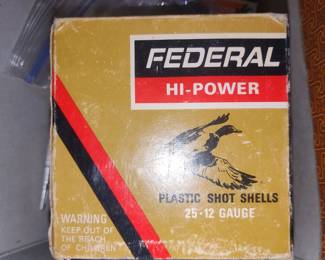 FEDERAL
HI-POWER
PLASTIC SHOT SHELLS
25-12 GAUGE
WARNING
KEEP OUT OF
THE REACH
OF CHILDREN